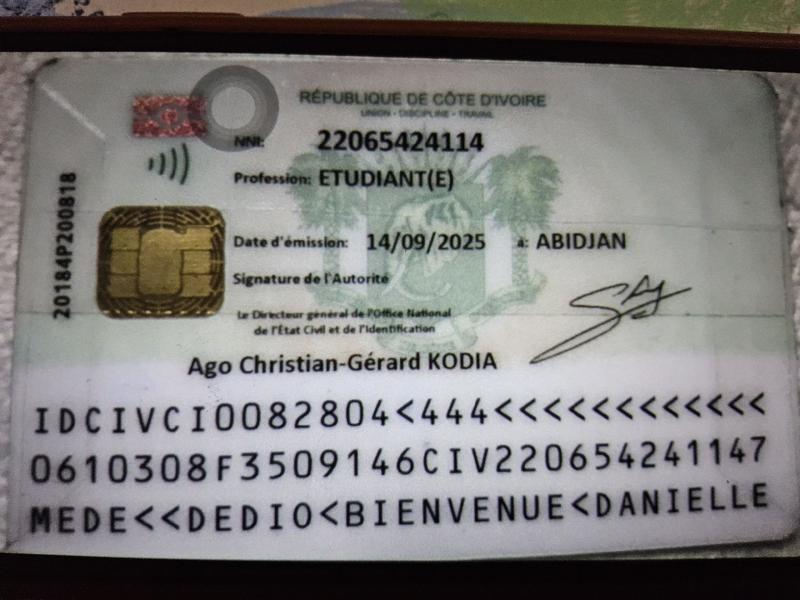 RÉPUBLIQUE DE CÔTE D'IVOIRE
UNION - DISCIPLINE - TRAVAIL
NNI: 22065424114
Profession: ETUDIANT(E)
20184P200818
Date d'émission: 14/09/2025 à: ABIDJAN
Signature de l'Autorité
Le Directeur général de l'Office National
de l'État Civil et de l'Identification
Ago Christian-Gérard KODIA
IDCIVCI0082804<444<<<<<<<<<<<<
0610308F3509146CIV220654241147
MEDE<<DEDIO<BIENVENUE<DANIELLE